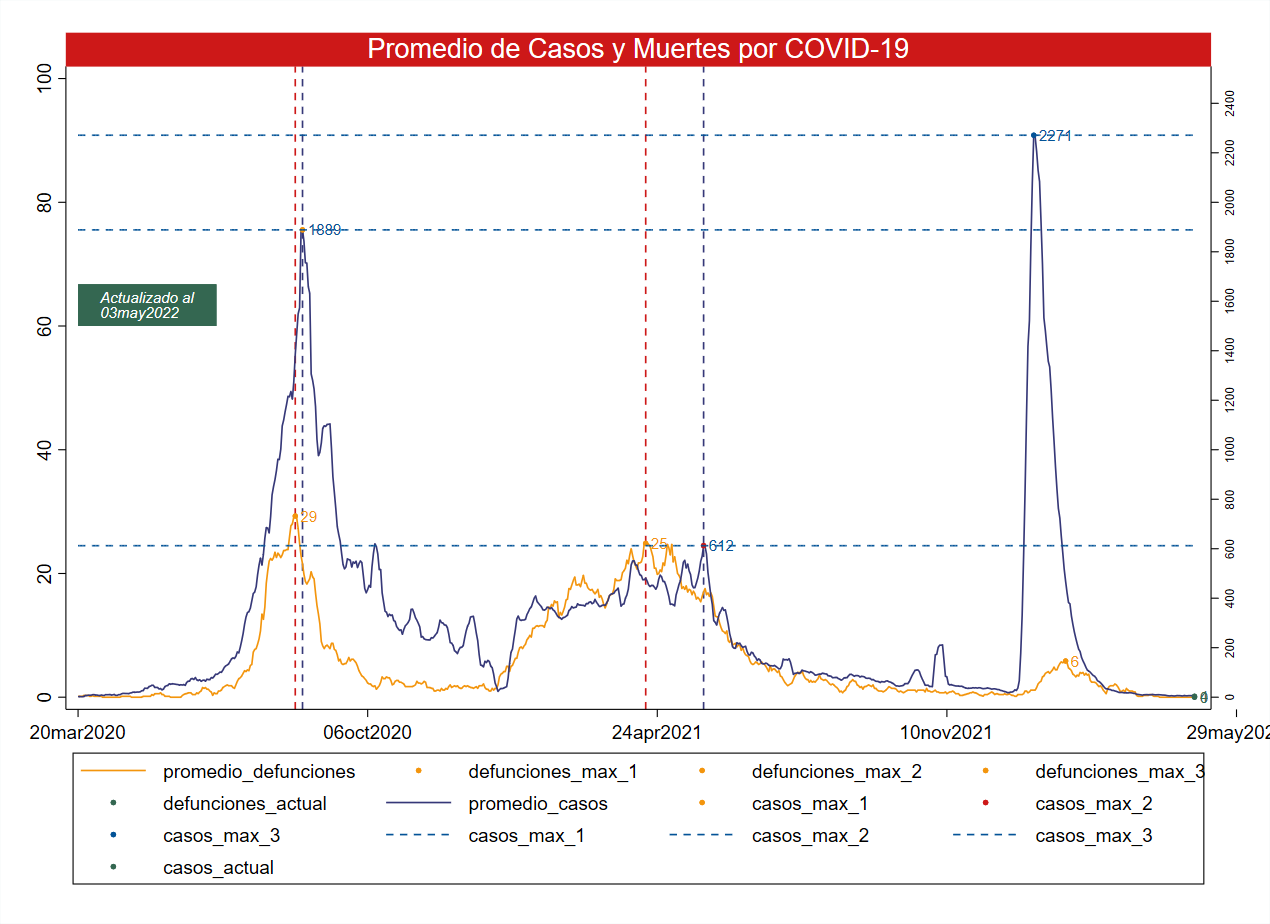 Promedio de Casos y Muertes por COVID-19
100
80
60
40
20
0
2400
2200
2000
1800
1600
1400
1200
1000
800
600
400
200
0
2271
1889
Actualizado al
03may2022
29
25
612
6
20mar2020
06oct2020
24apr2021
10nov2021
29may202
promedio_defunciones
defunciones_max_1
defunciones_max_2
defunciones_max_3
defunciones_actual
promedio_casos
casos_max_1
casos_max_2
casos_max_3
casos_max_1
casos_max_2
casos_max_3
casos_actual